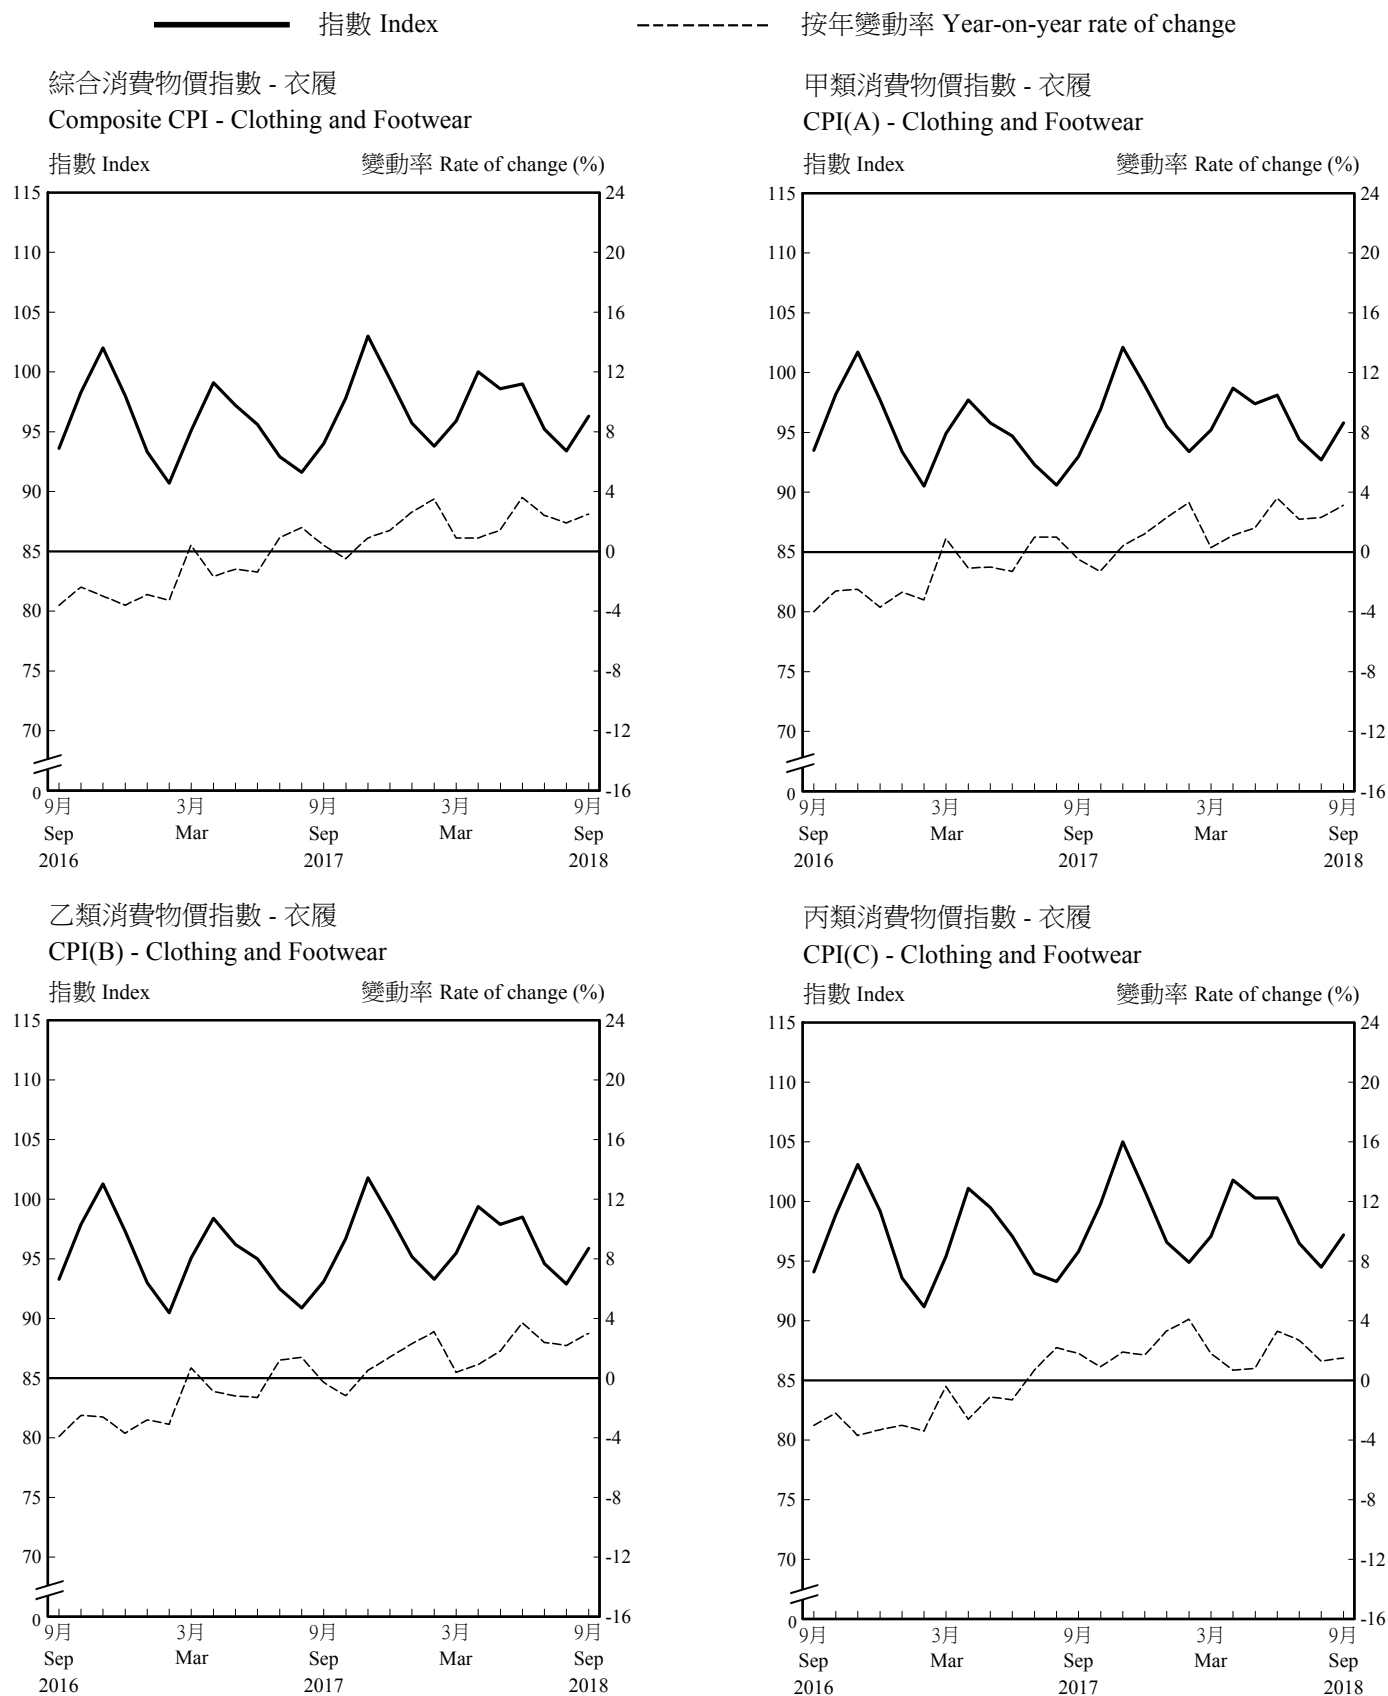 指數 Index
按年變動率 Year-on-year rate of change
綜合消費物價指數 - 衣履
Composite CPI - Clothing and Footwear
指數 Index 變動率 Rate of change (%)
115 24
110 20
105 16
100 12
95 8
90 4
85 0
80 -4
75 -8
70 -12
0 -16
9月 3月 9月 3月 9月
Sep Mar Sep Mar Sep
2016 2017 2018
甲類消費物價指數 - 衣履
CPI(A) - Clothing and Footwear
指數 Index 變動率 Rate of change (%)
115 24
110 20
105 16
100 12
95 8
90 4
85 0
80 -4
75 -8
70 -12
0 -16
9月 3月 9月 3月 9月
Sep Mar Sep Mar Sep
2016 2017 2018
乙類消費物價指數 - 衣履
CPI(B) - Clothing and Footwear
指數 Index 變動率 Rate of change (%)
115 24
110 20
105 16
100 12
95 8
90 4
85 0
80 -4
75 -8
70 -12
0 -16
9月 3月 9月 3月 9月
Sep Mar Sep Mar Sep
2016 2017 2018
丙類消費物價指數 - 衣履
CPI(C) - Clothing and Footwear
指數 Index 變動率 Rate of change (%)
115 24
110 20
105 16
100 12
95 8
90 4
85 0
80 -4
75 -8
70 -12
0 -16
9月 3月 9月 3月 9月
Sep Mar Sep Mar Sep
2016 2017 2018